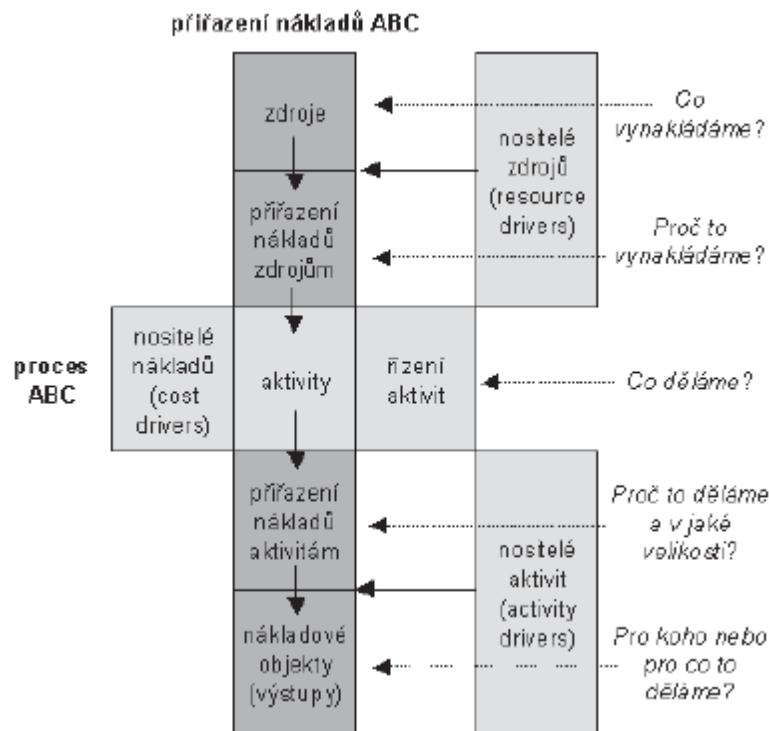 přiřazení nákladů ABC
zdroje
Co
vynakládáme?
nostelé
zdrojů
(resource
drivers)
přiřazení
nákladů
zdrojům
Proč to
vynakládáme?
proces
ABC
nositelé
nákladů
(cost
drivers)
aktivity
řízení
aktivit
Co děláme?
přiřazení
nákladů
aktivitám
Proč to děláme
a v jaké
velikosti?
nostelé
aktivit
(activity
drivers)
nákladové
objekty
(výstupy)
Pro koho nebo
pro co to
děláme?